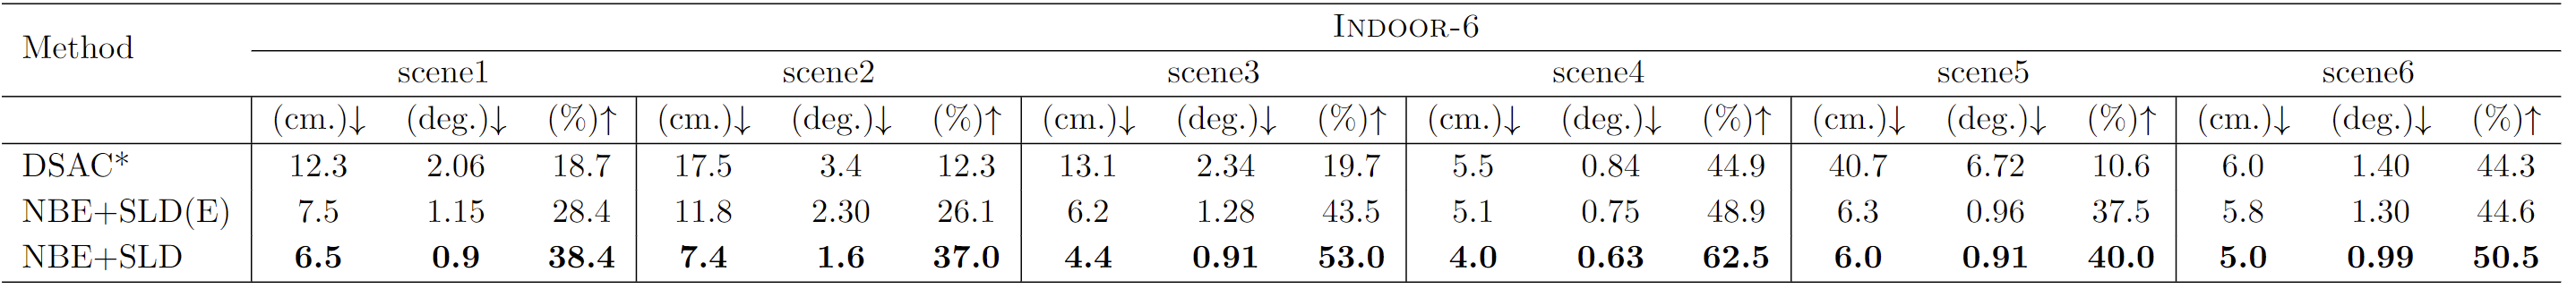 INDOOR-6
Method
scene1 scene2 scene3 scene4 scene5 scene6
(cm.)↓ (deg.)↓ (%)↑ (cm.)↓ (deg.)↓ (%)↑ (cm.)↓ (deg.)↓ (%)↑ (cm.)↓ (deg.)↓ (%)↑ (cm.)↓ (deg.)↓ (%)↑ (cm.)↓ (deg.)↓ (%)↑
DSAC* 12.3 2.06 18.7 17.5 3.4 12.3 13.1 2.34 19.7 5.5 0.84 44.9 40.7 6.72 10.6 6.0 1.40 44.3
NBE+SLD(E) 7.5 1.15 28.4 11.8 2.30 26.1 6.2 1.28 43.5 5.1 0.75 48.9 6.3 0.96 37.5 5.8 1.30 44.6
NBE+SLD 6.5 0.9 38.4 7.4 1.6 37.0 4.4 0.91 53.0 4.0 0.63 62.5 6.0 0.91 40.0 5.0 0.99 50.5